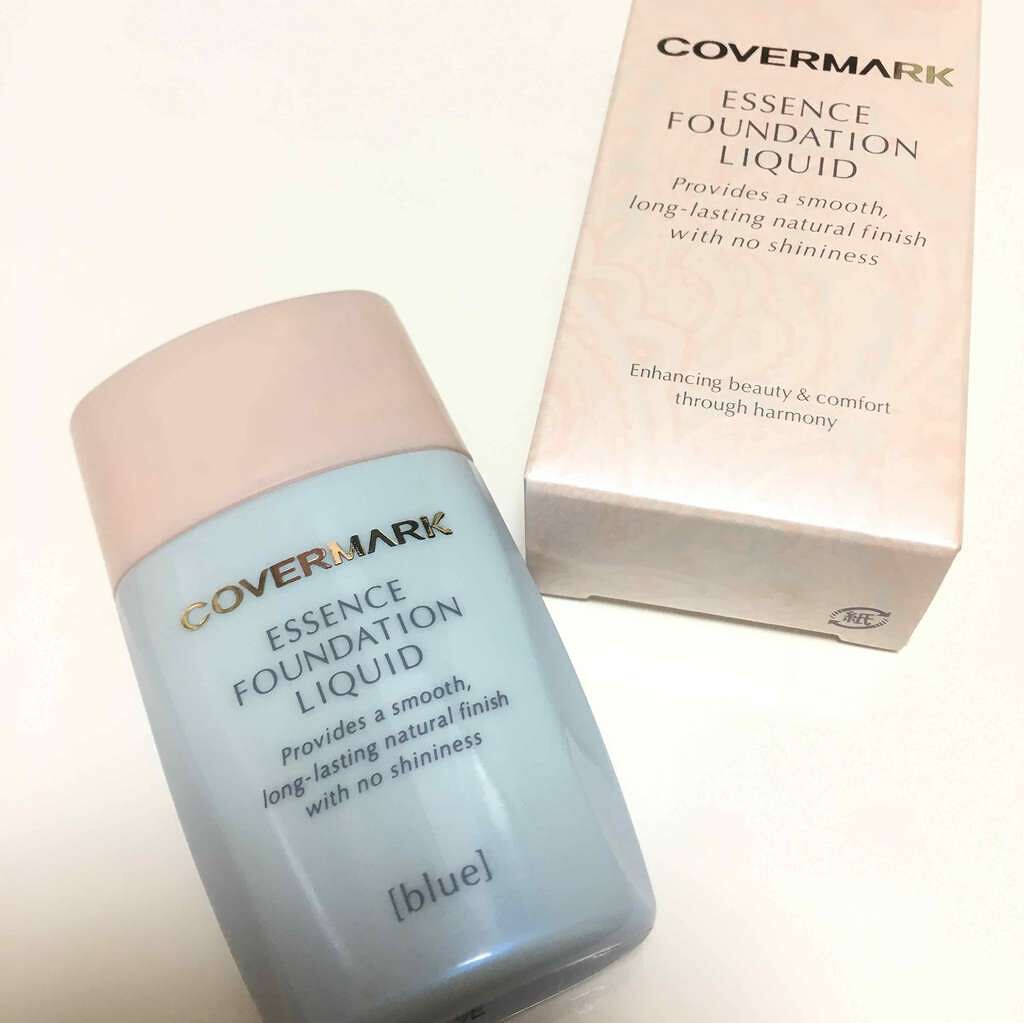 COVERMARK
ESSENCE
FOUNDATION
LIQUID
Provides a smooth,
long-lasting natural finish
with no shininess
Enhancing beauty & comfort
through harmony
紙
COVERMARK
ESSENCE
FOUNDATION
LIQUID
Provides a smooth,
long-lasting natural finish
with no shininess
[blue]